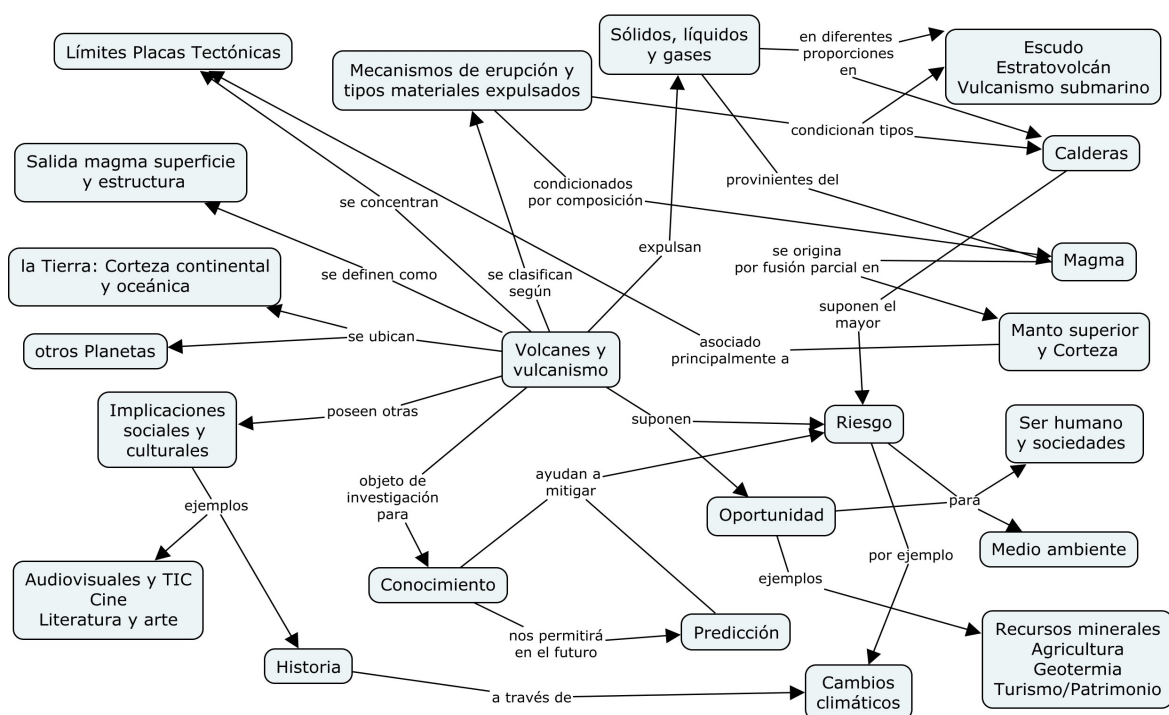 Límites Placas Tectónicas
Mecanismos de erupción y
tipos materiales expulsados
Sólidos, líquidos
y gases
en diferentes
proporciones
en
Escudo
Estratovolcán
Vulcanismo submarino
condicionan tipos
Calderas
Salida magma superficie
y estructura
se concentran
condicionados
por composición
provinientes del
expulsan
se origina
por fusión parcial en
Magma
la Tierra: Corteza continental
y oceánica
se definen como
se clasifican
según
suponen el
mayor
otros Planetas
se ubican
Volcanes y
vulcanismo
asociado
principalmente a
Manto superior
y Corteza
Implicaciones
sociales y
culturales
poseen otras
suponen
Riesgo
Ser humano
y sociedades
objeto de
investigación
para
ayudan a
mitigar
ejemplos
Oportunidad
pará
Medio ambiente
Audiovisuales y TIC
Cine
Literatura y arte
Conocimiento
ejemplos
por ejemplo
nos permitirá
en el futuro
Predicción
Recursos minerales
Agricultura
Geotermia
Turismo/Patrimonio
Historia
a través de
Cambios
climáticos